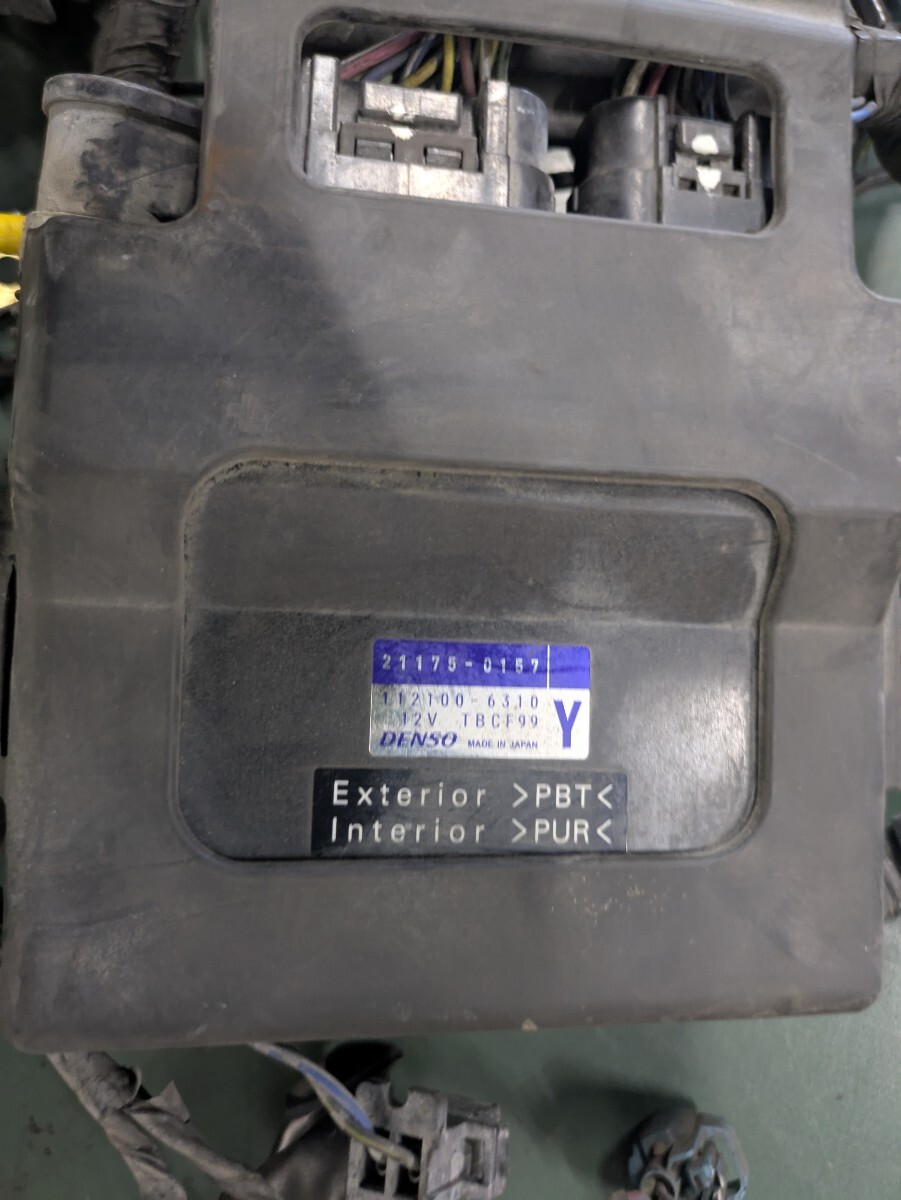 21175-0157
112100-6310
12V TBCF99
Y
DENSO MADE IN JAPAN
Exterior >PBT<
Interior >PUR<